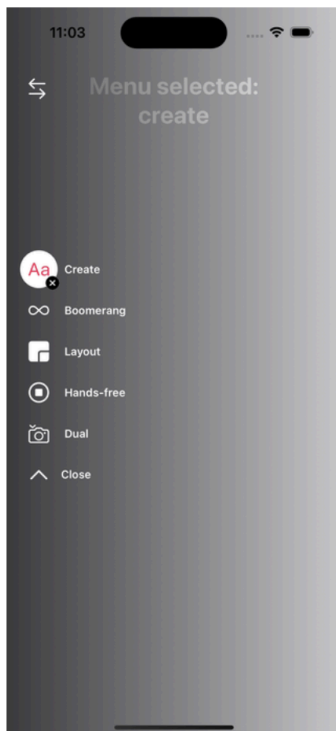 11:03
Menu selected:
create
Aa
Create
Boomerang
Layout
Hands-free
Dual
Close